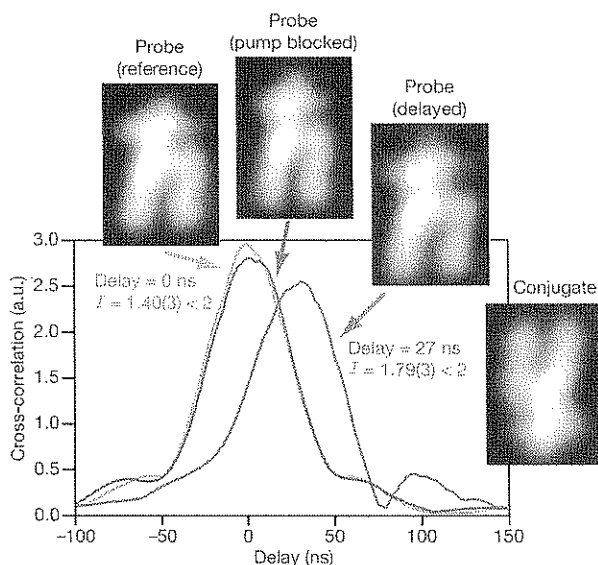 Probe
(reference)
Probe
(pump blocked)
Probe
(delayed)
Conjugate
Delay = 0 ns
I = 1.40(3) < 2
Delay = 27 ns
I = 1.79(3) < 2
Cross-correlation (a.u.)
3.0
2.5
2.0
1.5
1.0
0.5
0.0
−100
−50
0
50
100
150
Delay (ns)